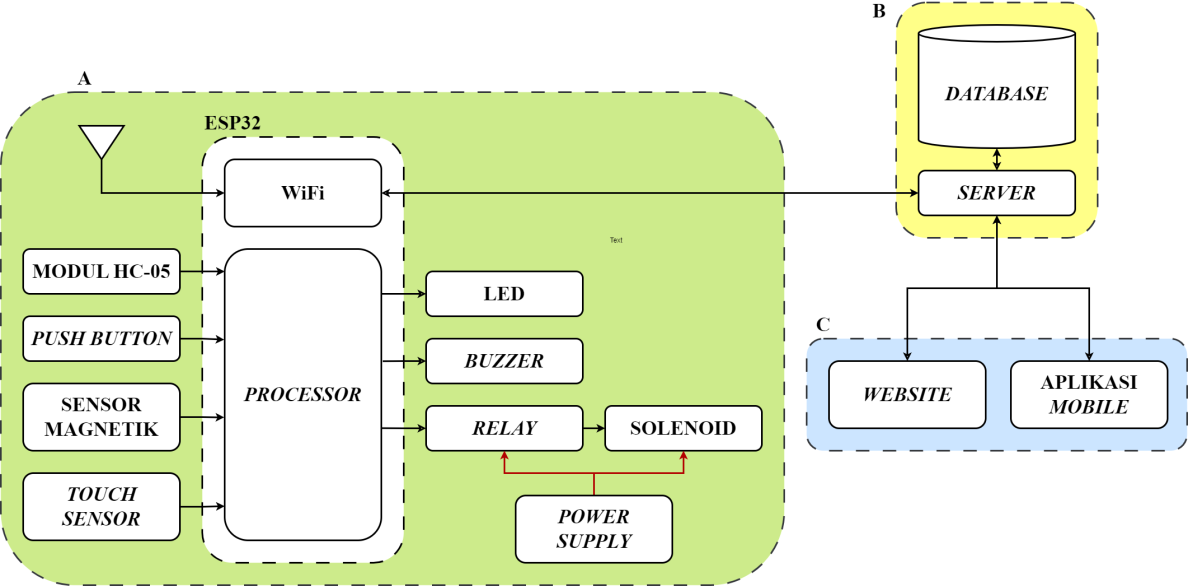 A
B
DATABASE
SERVER
ESP32
WiFi
Text
MODUL HC-05
PUSH BUTTON
SENSOR
MAGNETIK
TOUCH
SENSOR
PROCESSOR
LED
BUZZER
RELAY
SOLENOID
POWER
SUPPLY
C
WEBSITE
APLIKASI
MOBILE